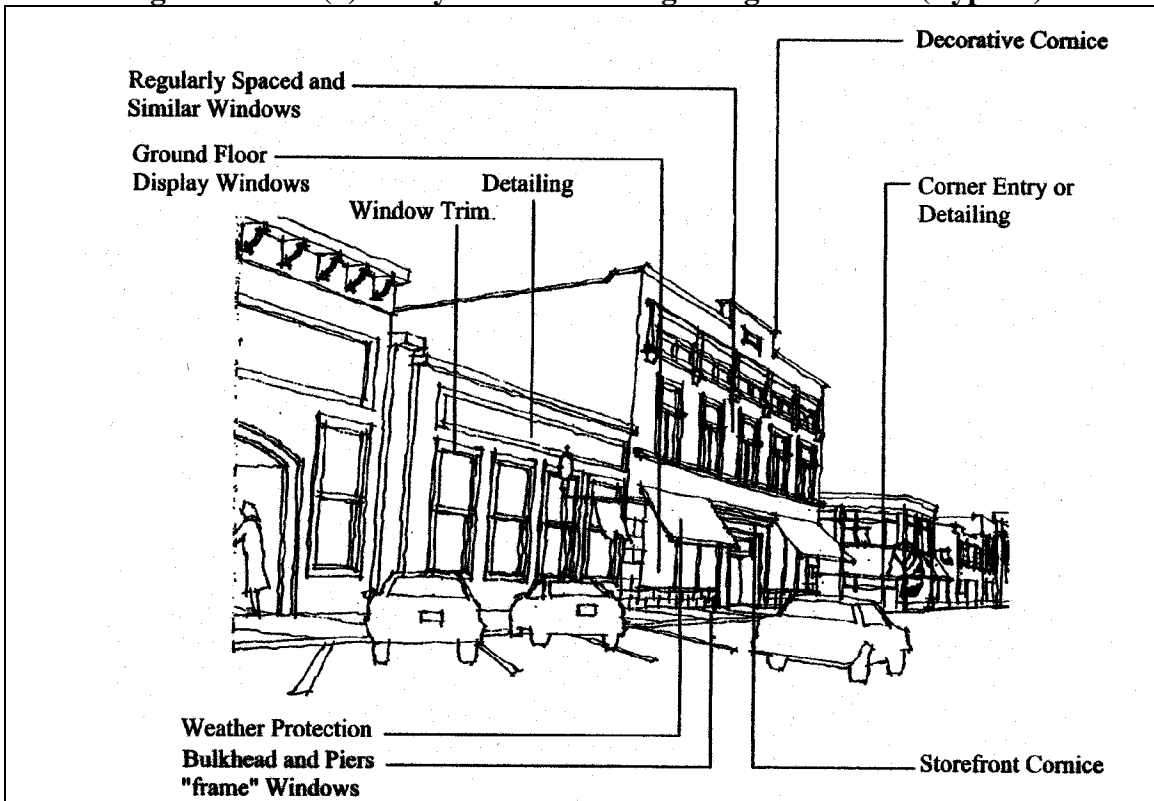 Decorative Cornice
Regularly Spaced and
Similar Windows
Ground Floor
Display Windows
Detailing
Window Trim.
Corner Entry or
Detailing
Weather Protection
Bulkhead and Piers
"frame" Windows
Storefront Cornice